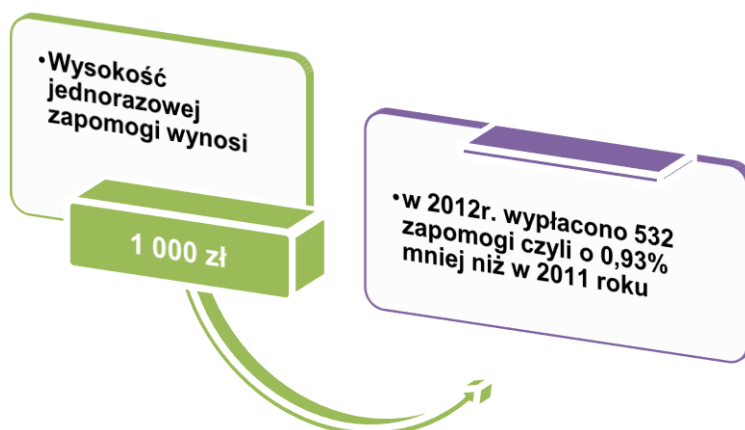 •Wysokość
jednorazowej
zapomogi wynosi
1 000 zł
•w 2012r. wypłacono 532
zapomogi czyli o 0,93%
mniej niż w 2011 roku